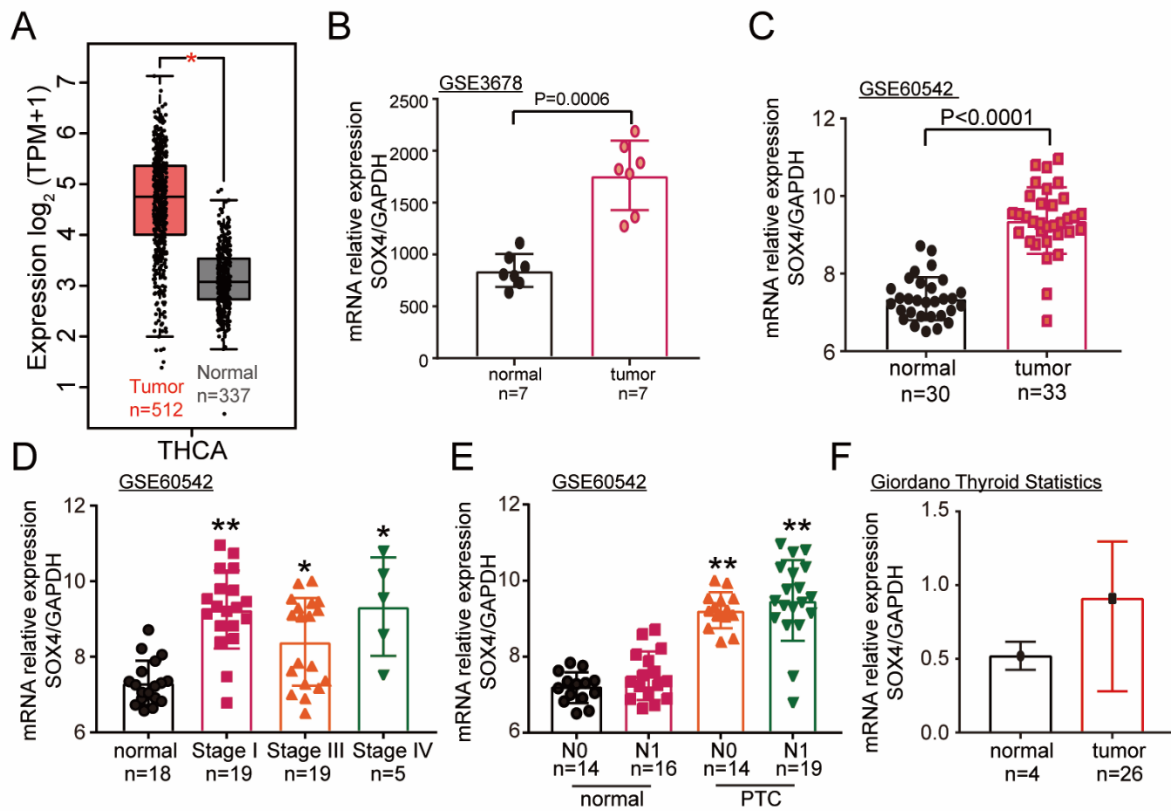 A
Expression log2 (TPM+1)
7
6
5
4
3
2
1
*
Tumor
n=512
Normal
n=337
THCA
B
GSE3678
P=0.0006
mRNA relative expression
SOX4/GAPDH
2500
2000
1500
1000
500
0
normal
n=7
tumor
n=7
C
GSE60542
P<0.0001
mRNA relative expression
SOX4/GAPDH
12
10
8
6
normal
n=30
tumor
n=33
D
GSE60542
mRNA relative expression
SOX4/GAPDH
12
10
8
6
**
*
*
normal
n=18
Stage I
n=19
Stage III
n=19
Stage IV
n=5
E
GSE60542
mRNA relative expression
SOX4/GAPDH
12
10
8
6
**
**
N0
n=14
N1
n=16
N0
n=14
N1
n=19
normal
PTC
F
Giordano Thyroid Statistics
mRNA relative expression
SOX4/GAPDH
1.5
1.0
0.5
0.0
normal
n=4
tumor
n=26